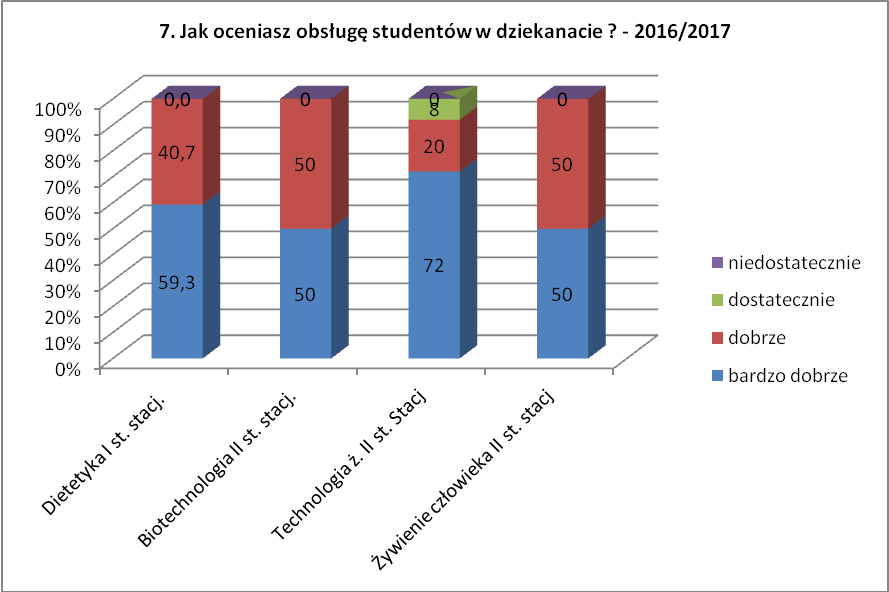 7. Jak oceniasz obsługę studentów w dziekanacie ? - 2016/2017
100%
90%
80%
70%
60%
50%
40%
30%
20%
10%
0%
0,0
40,7
59,3
0
50
50
0
8
20
72
0
50
50
Dietetyka I st. stacj.
Biotechnologia II st. stacj.
Technologia ż. II st. Stacj
Żywienie człowieka II st. stacj
niedostatecznie
dostatecznie
dobrze
bardzo dobrze